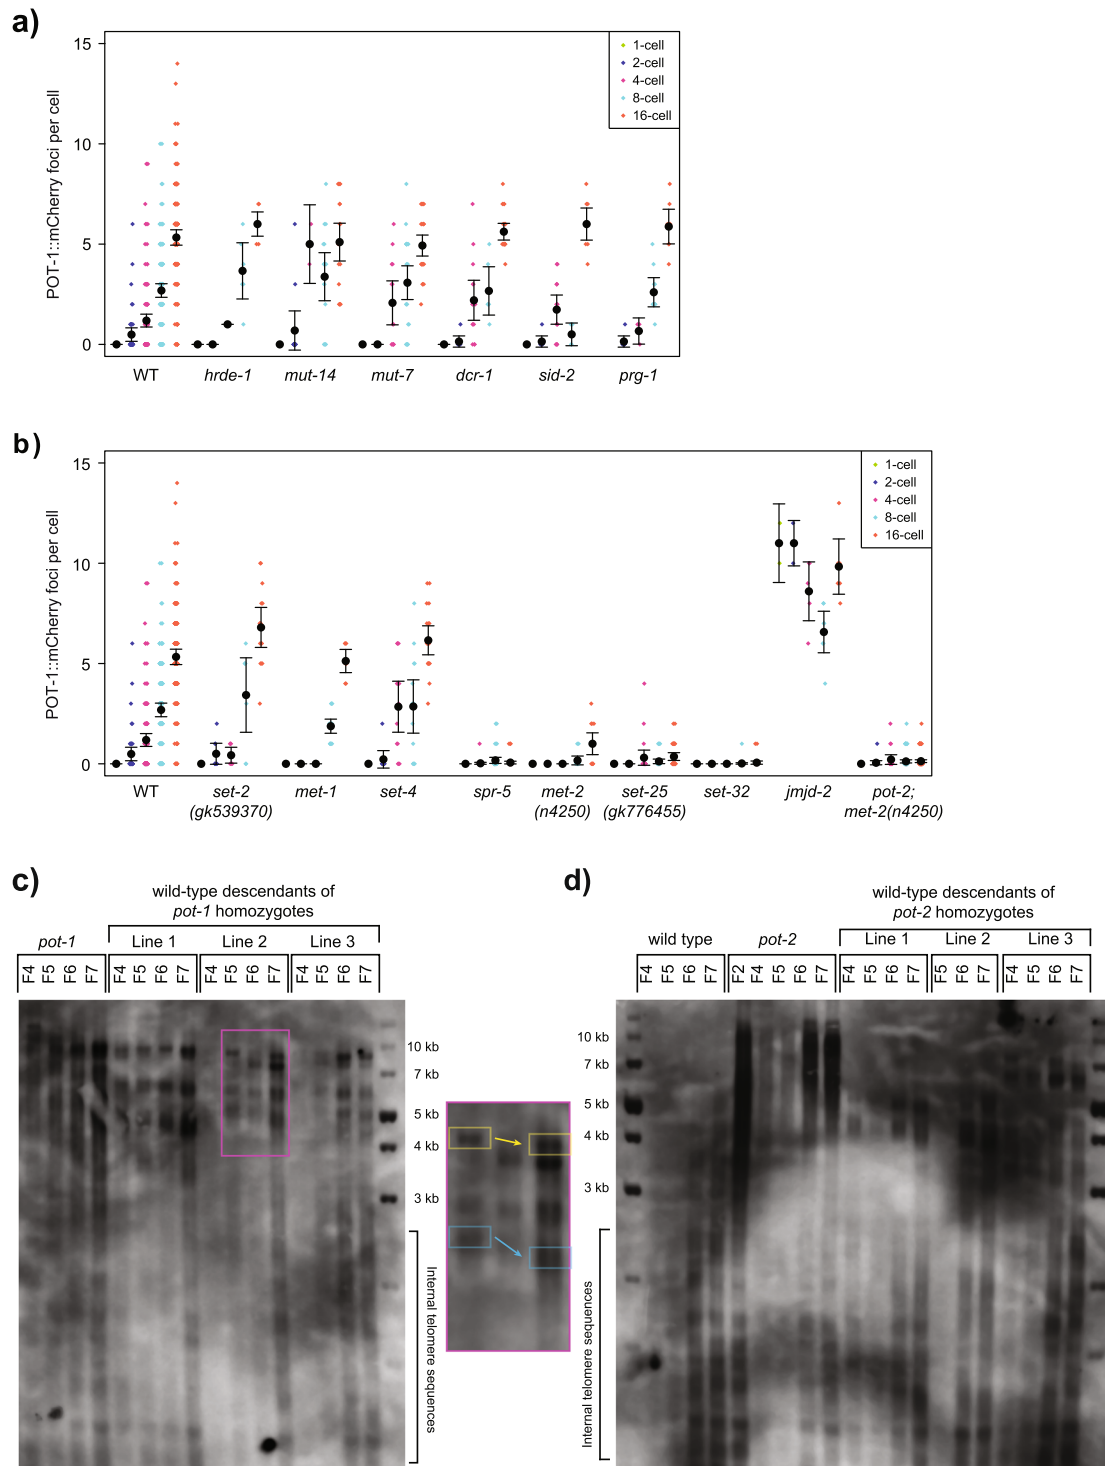 a)
POT-1::mCherry foci per cell
15
10
5
0
1-cell
2-cell
4-cell
8-cell
16-cell
WT
hrde-1
mut-14
mut-7
dcr-1
sid-2
prg-1
b)
POT-1::mCherry foci per cell
15
10
5
0
1-cell
2-cell
4-cell
8-cell
16-cell
WT
set-2
(gk539370)
met-1
set-4
spr-5
met-2
(n4250)
set-25
(gk776455)
set-32
jmjd-2
pot-2;
met-2(n4250)
c)
wild-type descendants of
pot-1 homozygotes
pot-1
Line 1
Line 2
Line 3
F4 F5 F6 F7 F4 F5 F6 F7 F5 F6 F7 F4 F5 F6 F7
10 kb
7 kb
5 kb
4 kb
3 kb
Internal telomere sequences
d)
wild-type descendants of
pot-2 homozygotes
wild type
pot-2
Line 1
Line 2
Line 3
F4 F5 F6 F7 F2 F4 F5 F6 F7 F4 F5 F6 F7 F5 F6 F7 F4 F5 F6 F7
10 kb
7 kb
5 kb
4 kb
3 kb
Internal telomere sequences